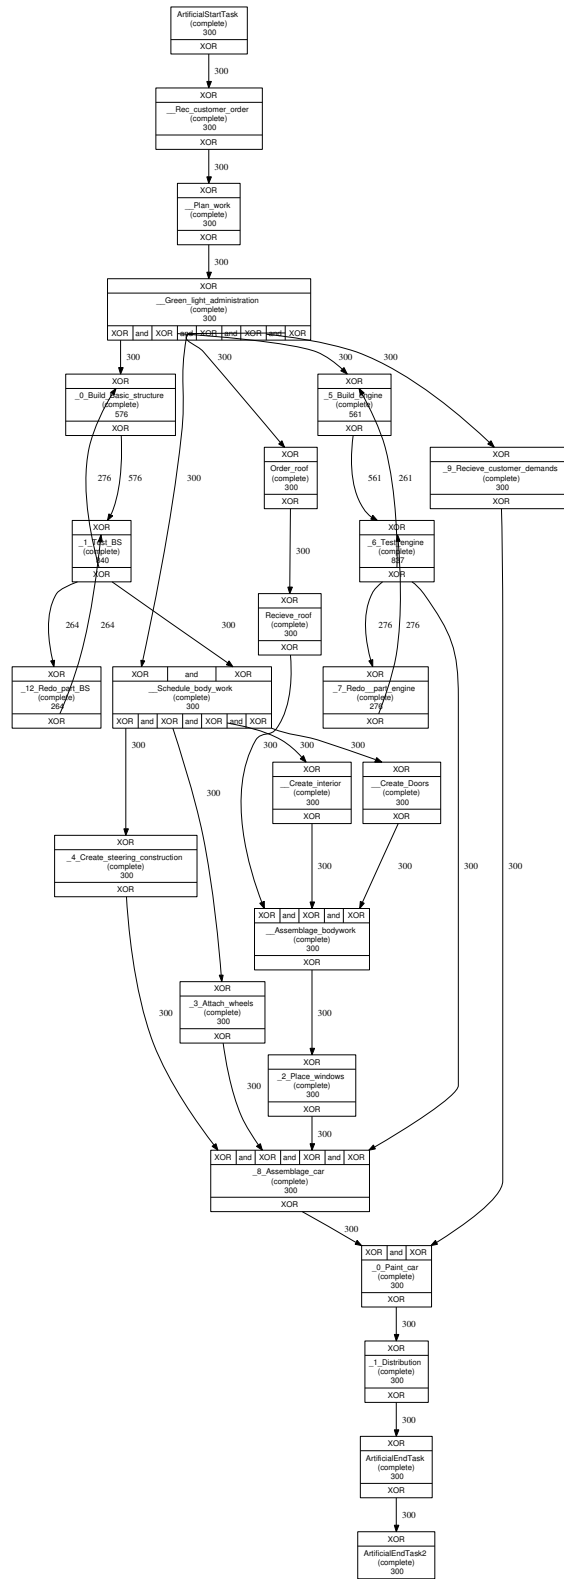 ArtificialStartTask
(complete)
300
XOR
300
XOR
__Rec_customer_order
(complete)
300
XOR
300
XOR
__Plan_work
(complete)
300
XOR
300
XOR
__Green_light_administration
(complete)
300
XOR and XOR and XOR and XOR and XOR
300 300 300 300
XOR XOR
_0_Build_Basic_structure _5_Build_engine
(complete) (complete)
576 561
XOR XOR
XOR XOR
Order_roof _9_Recieve_customer_demands
(complete) (complete)
300 300
XOR XOR
276 576 300 561 261
XOR XOR
_1_Test_BS _6_Test_engine
(complete) (complete)
840 837
XOR XOR
300
XOR
Recieve_roof
(complete)
300
XOR
264 264 300 276 276
XOR XOR and XOR XOR
_12_Redo_part_BS __Schedule_body_work _7_Redo__part_engine
(complete) (complete) (complete)
264 300 276
XOR XOR and XOR and XOR and XOR XOR
300 300 300 300 300
XOR XOR
__Create_interior __Create_Doors
(complete) (complete)
300 300
XOR XOR
XOR
_4_Create_steering_construction
(complete)
300
XOR
300 300 300 300
XOR and XOR and XOR
__Assemblage_bodywork
(complete)
300
XOR
XOR
_3_Attach_wheels
(complete)
300
XOR
300 300
XOR
_2_Place_windows
(complete)
300
XOR
300 300
XOR and XOR and XOR and XOR
_8_Assemblage_car
(complete)
300
XOR
300
XOR and XOR
_0_Paint_car
(complete)
300
XOR
300
XOR
_1_Distribution
(complete)
300
XOR
300
XOR
ArtificialEndTask
(complete)
300
XOR
300
XOR
ArtificialEndTask2
(complete)
300